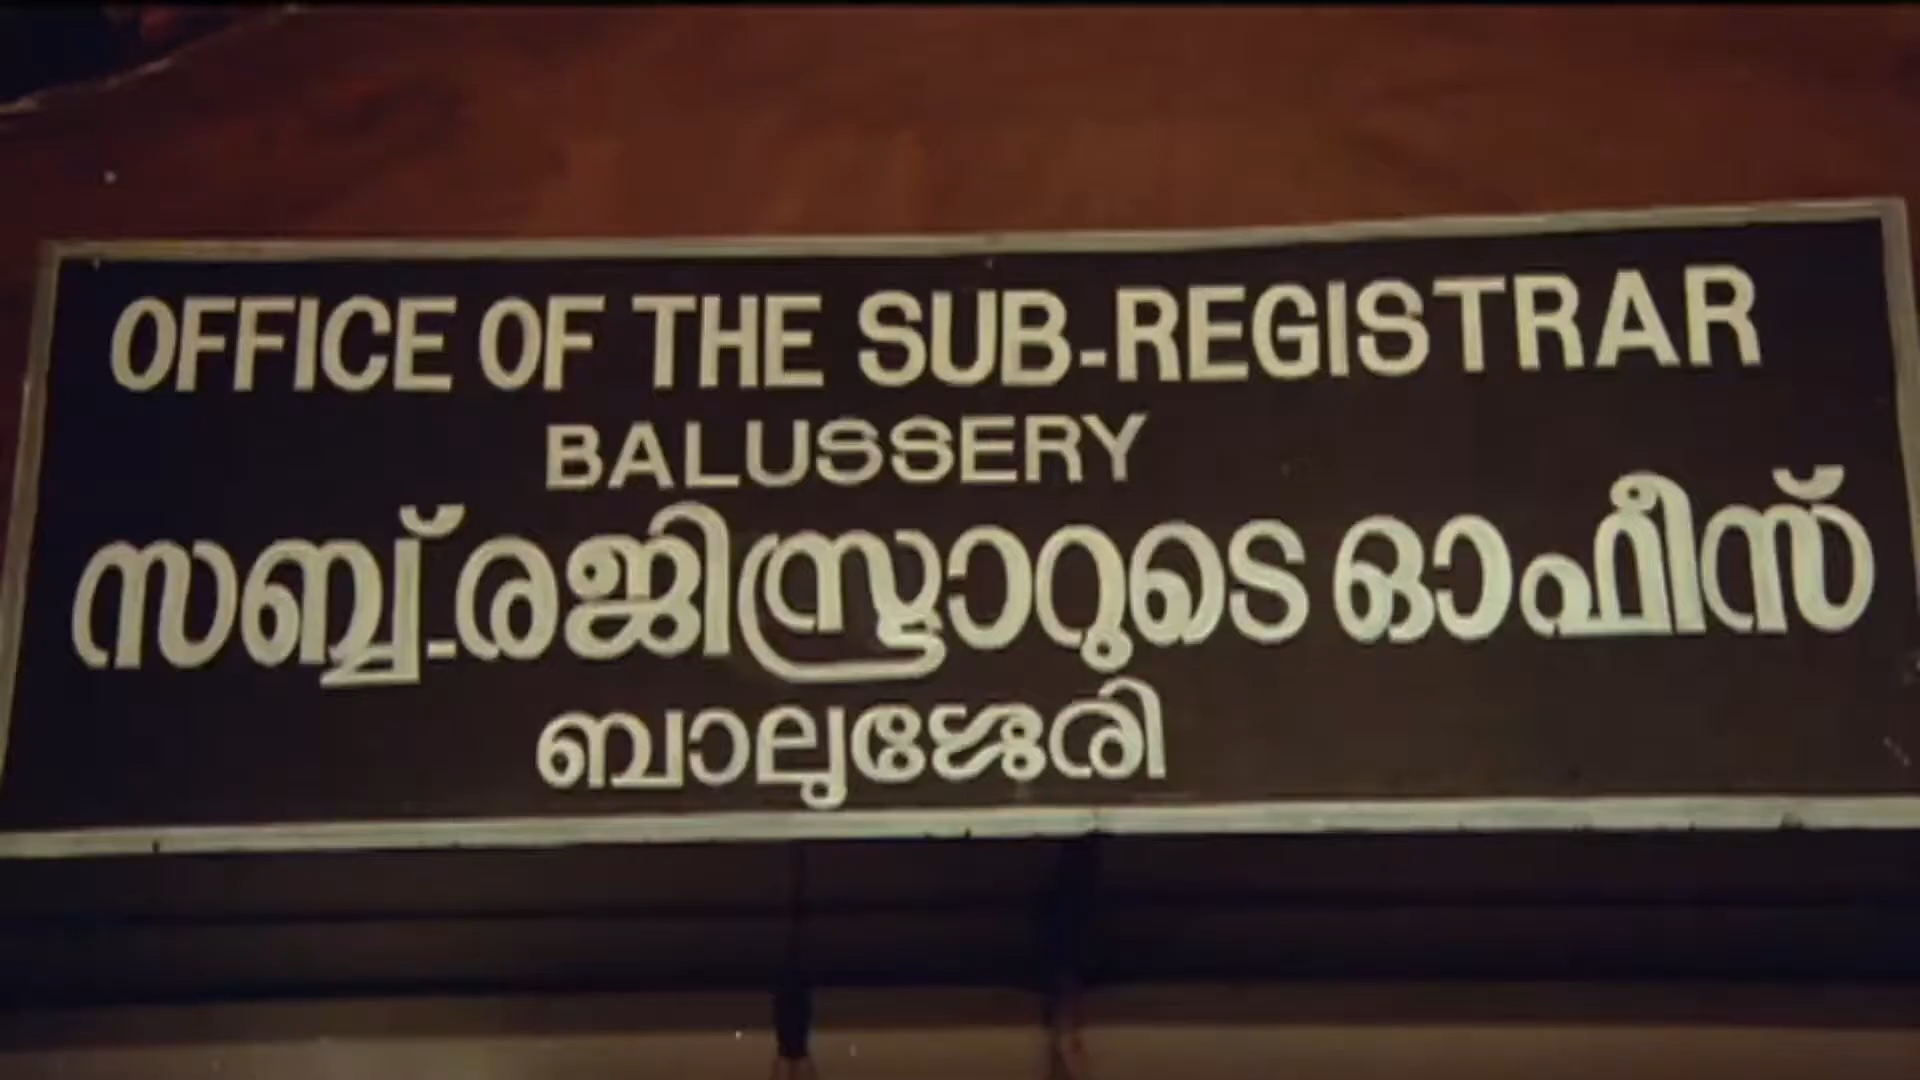 OFFICE OF THE SUB-REGISTRAR
BALUSSERY
സബ്ബ്-രജിസ്ട്രാറുടെ ഓഫീസ്
ബാലുശ്ശേരി